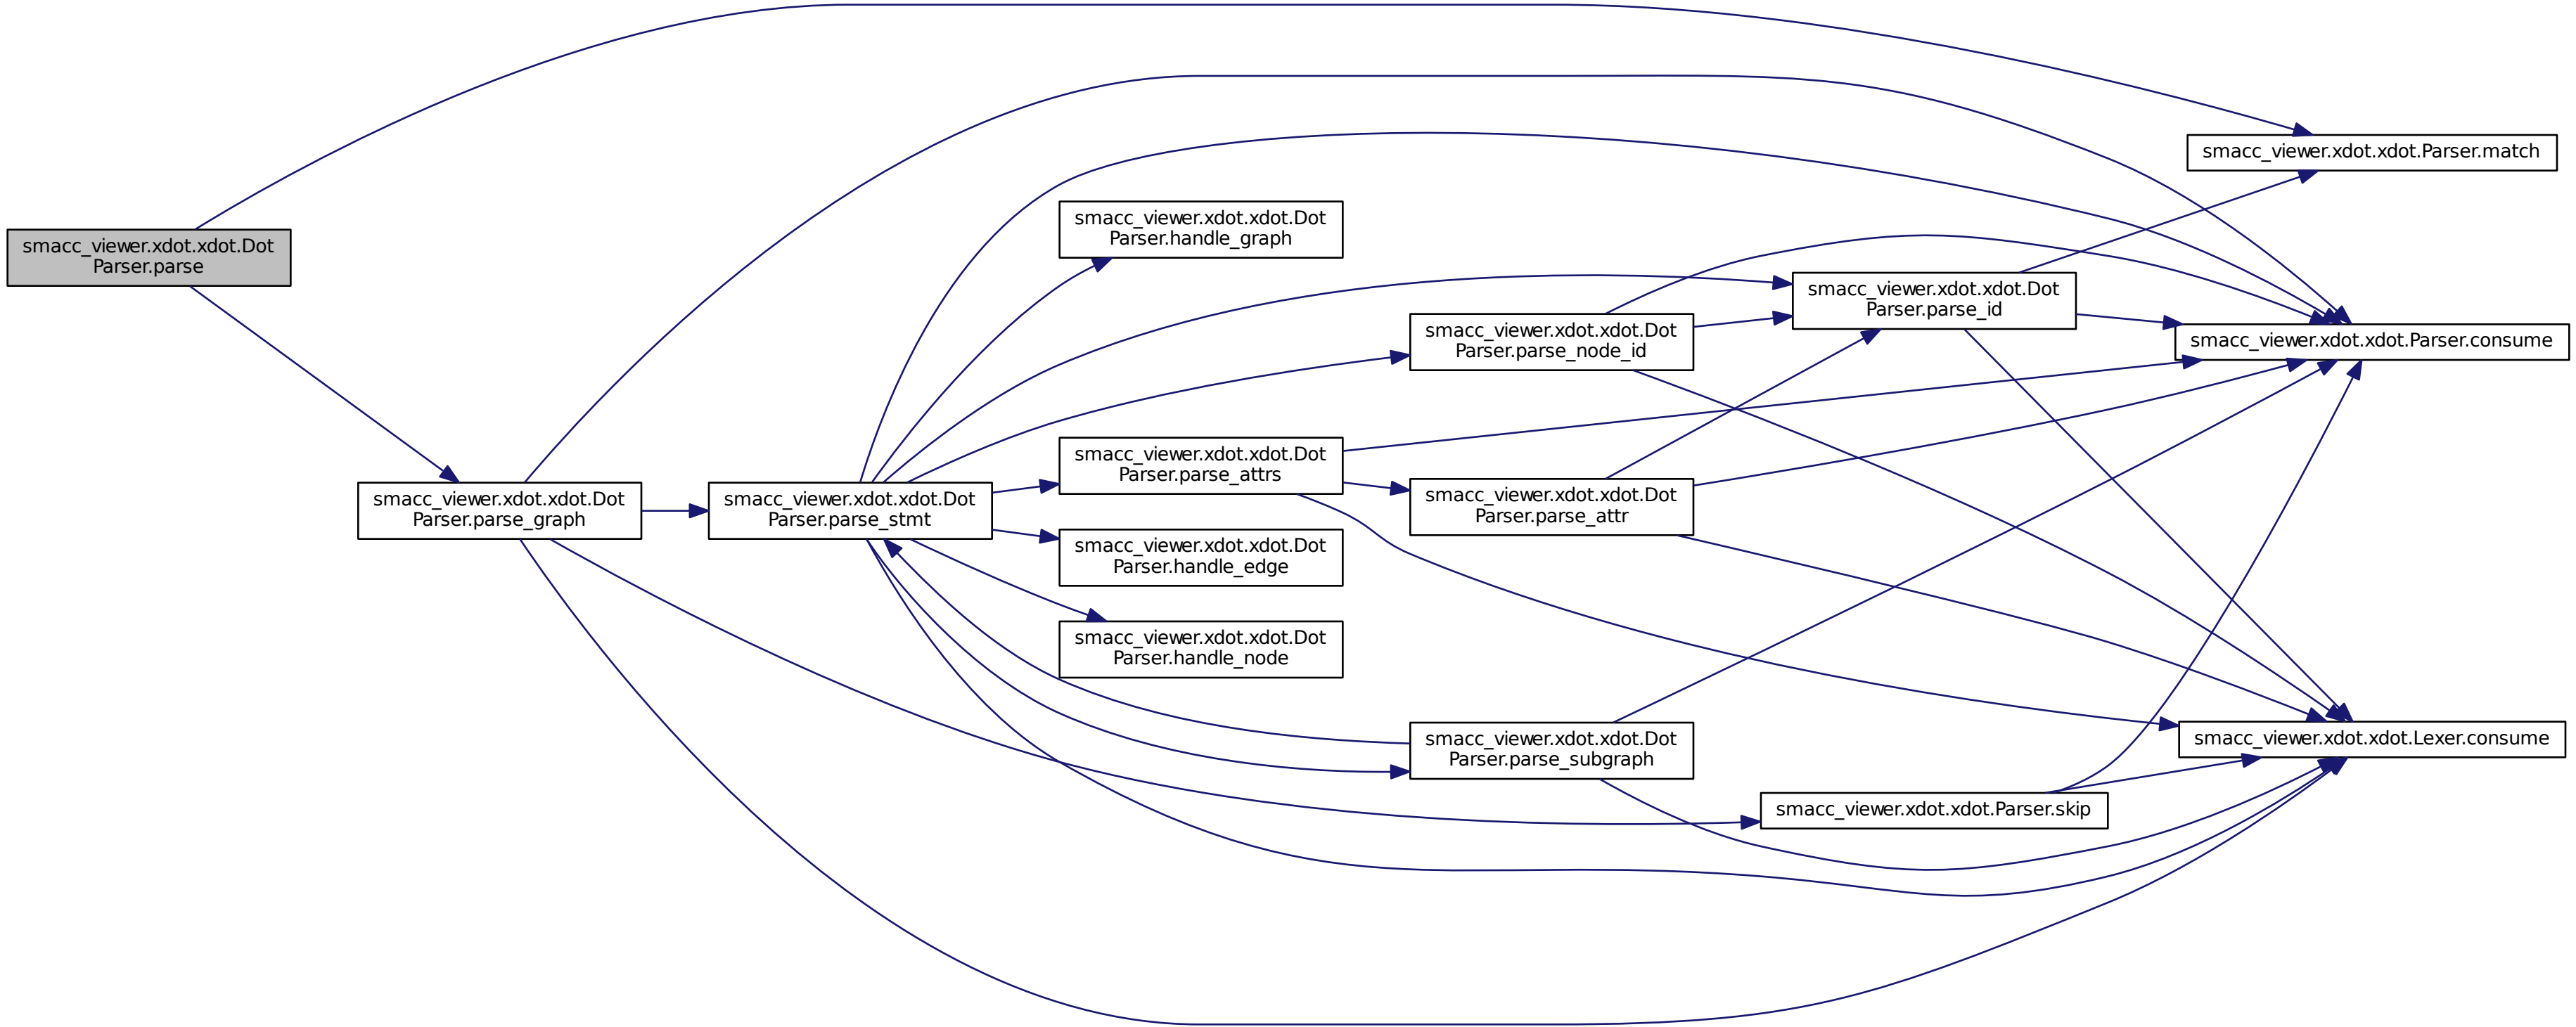 smacc_viewer.xdot.xdot.Dot
Parser.parse
smacc_viewer.xdot.xdot.Dot
Parser.parse_graph
smacc_viewer.xdot.xdot.Dot
Parser.parse_stmt
smacc_viewer.xdot.xdot.Dot
Parser.handle_graph
smacc_viewer.xdot.xdot.Dot
Parser.parse_attrs
smacc_viewer.xdot.xdot.Dot
Parser.handle_edge
smacc_viewer.xdot.xdot.Dot
Parser.handle_node
smacc_viewer.xdot.xdot.Dot
Parser.parse_node_id
smacc_viewer.xdot.xdot.Dot
Parser.parse_attr
smacc_viewer.xdot.xdot.Dot
Parser.parse_subgraph
smacc_viewer.xdot.xdot.Dot
Parser.parse_id
smacc_viewer.xdot.xdot.Parser.skip
smacc_viewer.xdot.xdot.Parser.match
smacc_viewer.xdot.xdot.Parser.consume
smacc_viewer.xdot.xdot.Lexer.consume